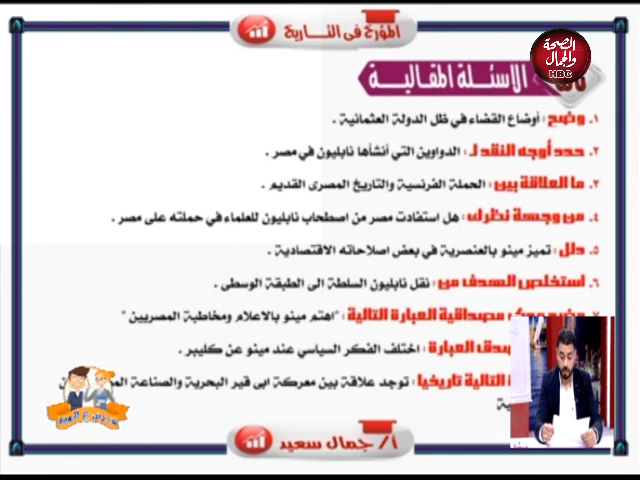 المؤرخ في التاريخ
الصحة والجمال
HBC
الاسئلة المقالية
١. وضح : أوضاع القضاء في ظل الدولة العثمانية .
٢. حدد أوجه النقد لـ : الدواوين التي أنشأها نابليون في مصر .
٣. ما العلاقة بين : الحملة الفرنسية والتاريخ المصرى القديم .
٤. من وجهة نظرك : هل استفادت مصر من اصطحاب نابليون للعلماء في حملته على مصر .
٥. دلل : تميز مينو بالعنصرية في بعض اصلاحاته الاقتصادية .
٦. استخلص الهدف من : نقل نابليون السلطة الى الطبقة الوسطى .
مصداقية العبارة التالية : "اهتم مينو بالاعلام ومخاطبة المصريين "
العبارة : اختلف الفكر السياسي عند مينو عن كليبر .
التالية تاريخيا : توجد علاقة بين معركة ابى قير البحرية والصناعة
أ/ جمال سعيد